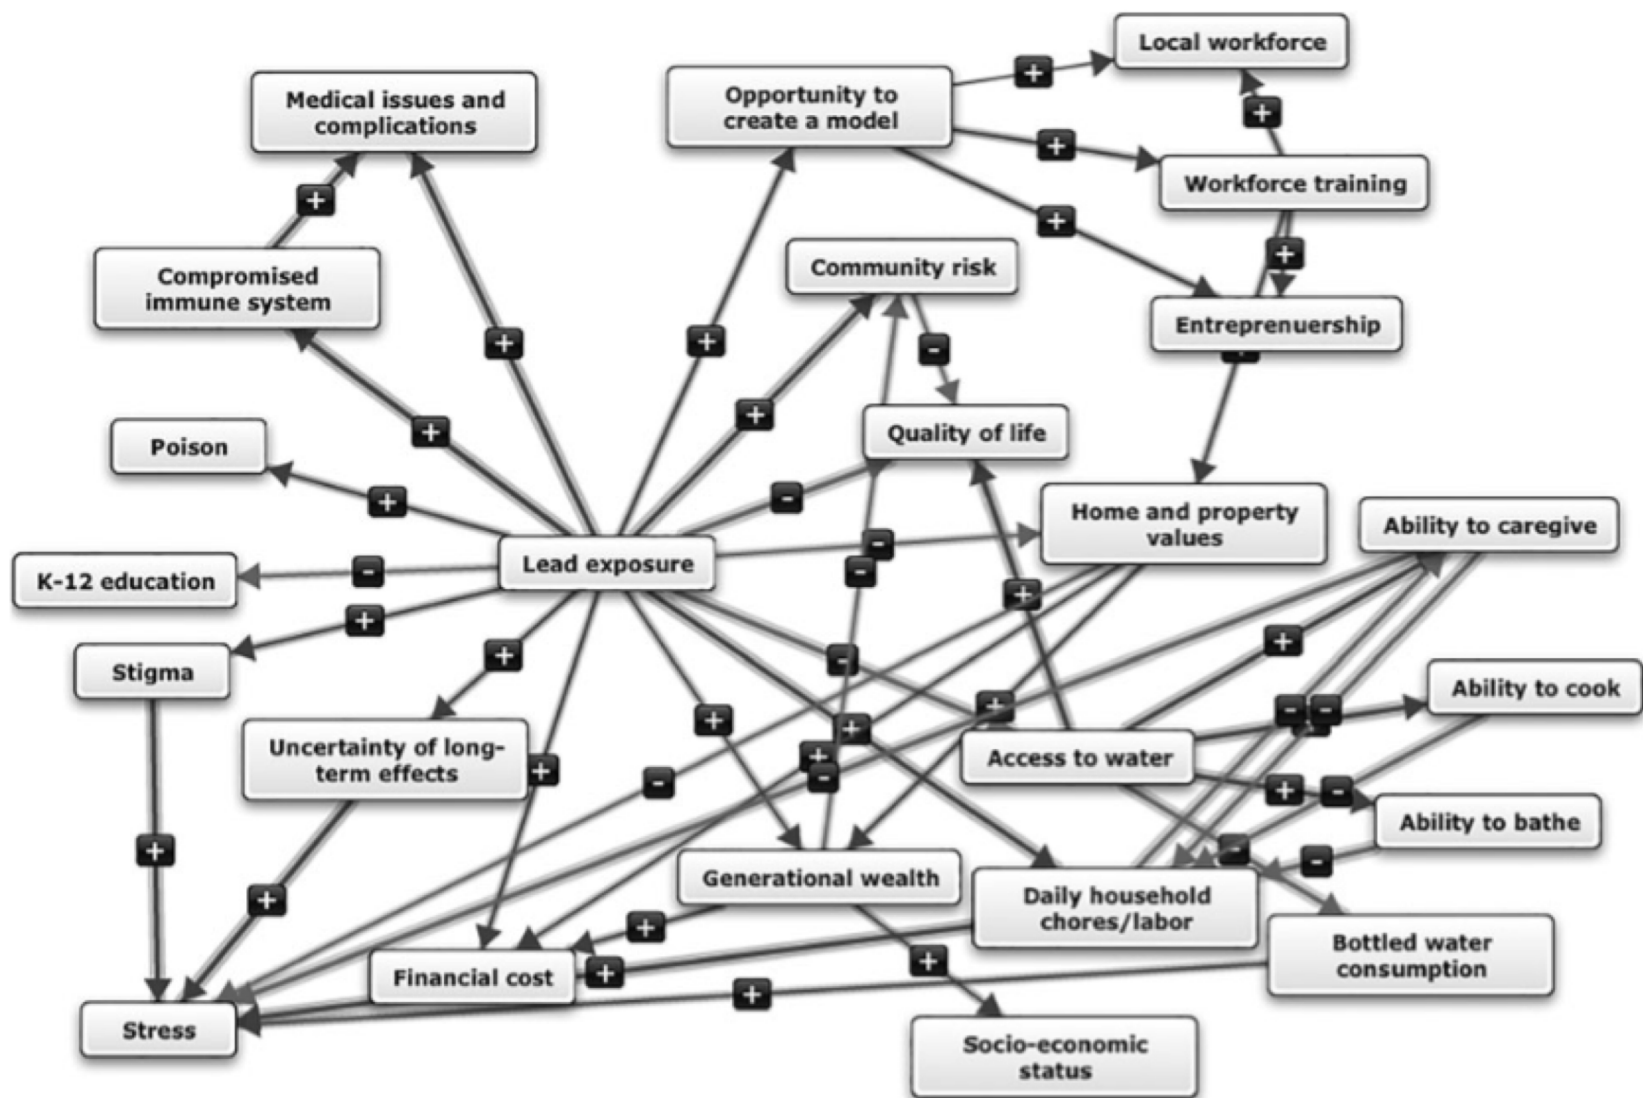 Local workforce
Medical issues and
complications
Opportunity to
create a model
+
+
+
+
Workforce training
+
+
Compromised
immune system
Community risk
+
Entreprenuership
+
+
+
-
+
+
+
Poison
Quality of life
+
-
Home and property
values
Ability to caregive
-
K-12 education
-
Lead exposure
-
+
+
+
Stigma
+
-
Ability to cook
+
+
-
-
+
Uncertainty of long-
term effects
+
+
Access to water
+
-
-
+
-
Ability to bathe
+
-
-
Generational wealth
+
Daily household
chores/labor
+
Bottled water
consumption
Financial cost
+
+
+
Stress
Socio-economic
status